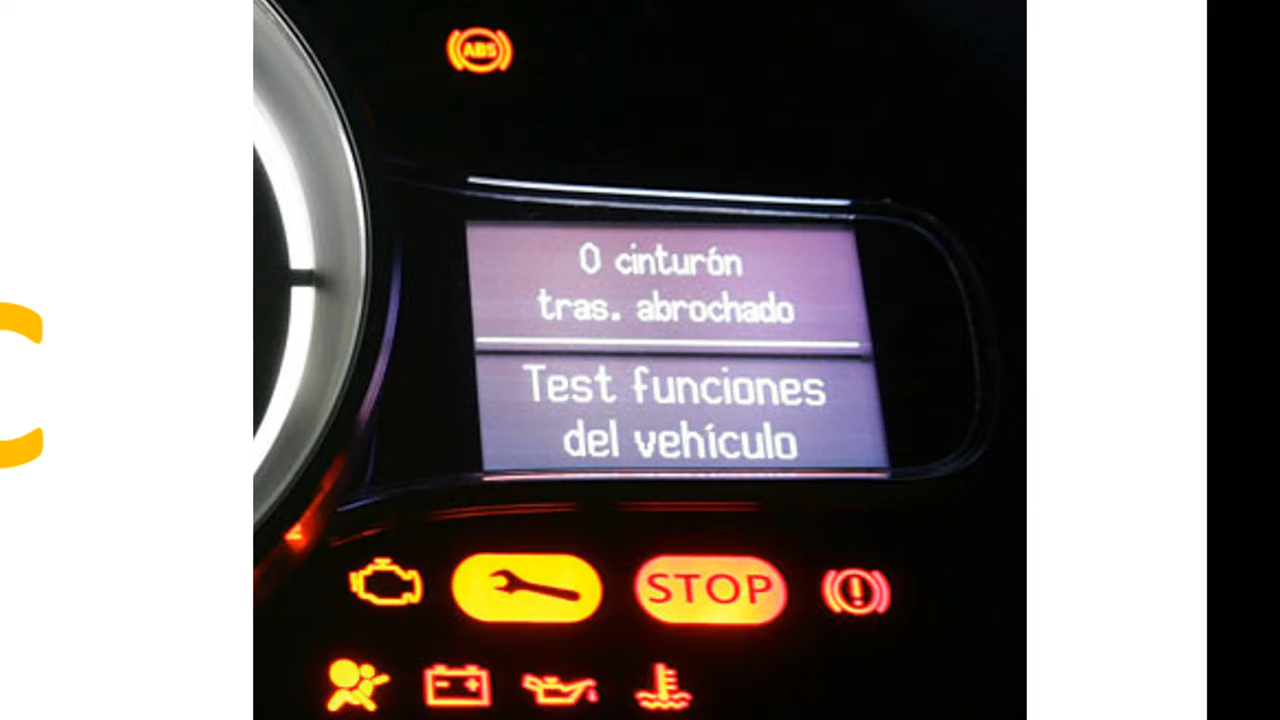 ABS
0 cinturón
tras. abrochado
Test funciones
del vehículo
STOP